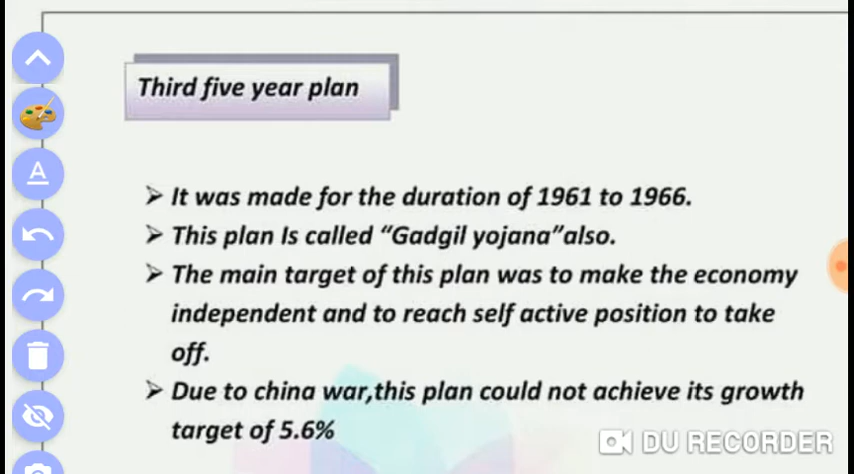 Third five year plan
➢ It was made for the duration of 1961 to 1966.
➢ This plan Is called “Gadgil yojana”also.
➢ The main target of this plan was to make the economy
independent and to reach self active position to take
off.
➢ Due to china war,this plan could not achieve its growth
target of 5.6%
DU RECORDER
A